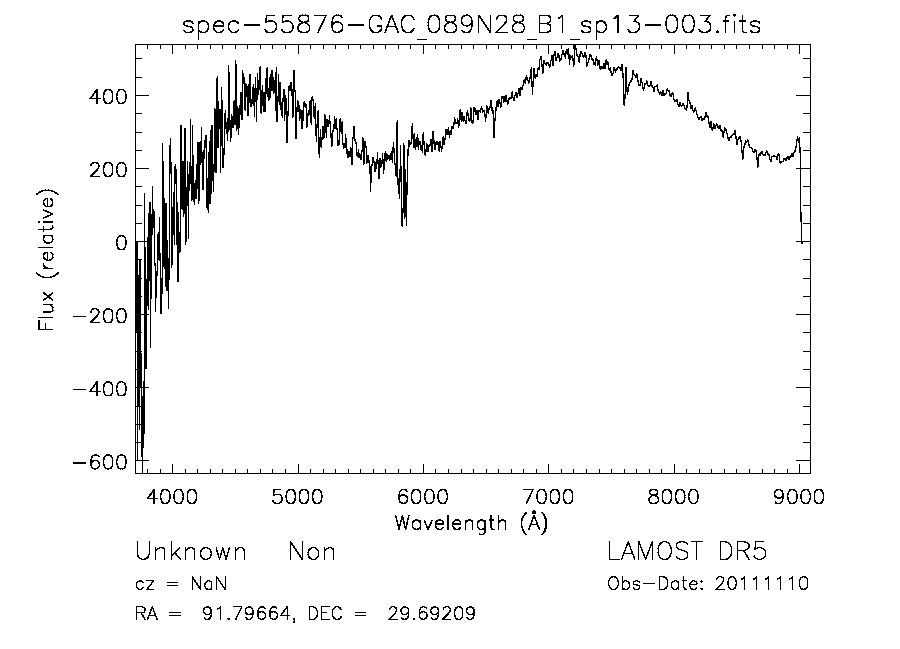 spec-55876-GAC_089N28_B1_sp13-003.fits
400
200
0
-200
-400
-600
Flux (relative)
4000 5000 6000 7000 8000 9000
Wavelength (Å)
Unknown Non LAMOST DR5
cz = NaN Obs-Date: 20111110
RA = 91.79664, DEC = 29.69209